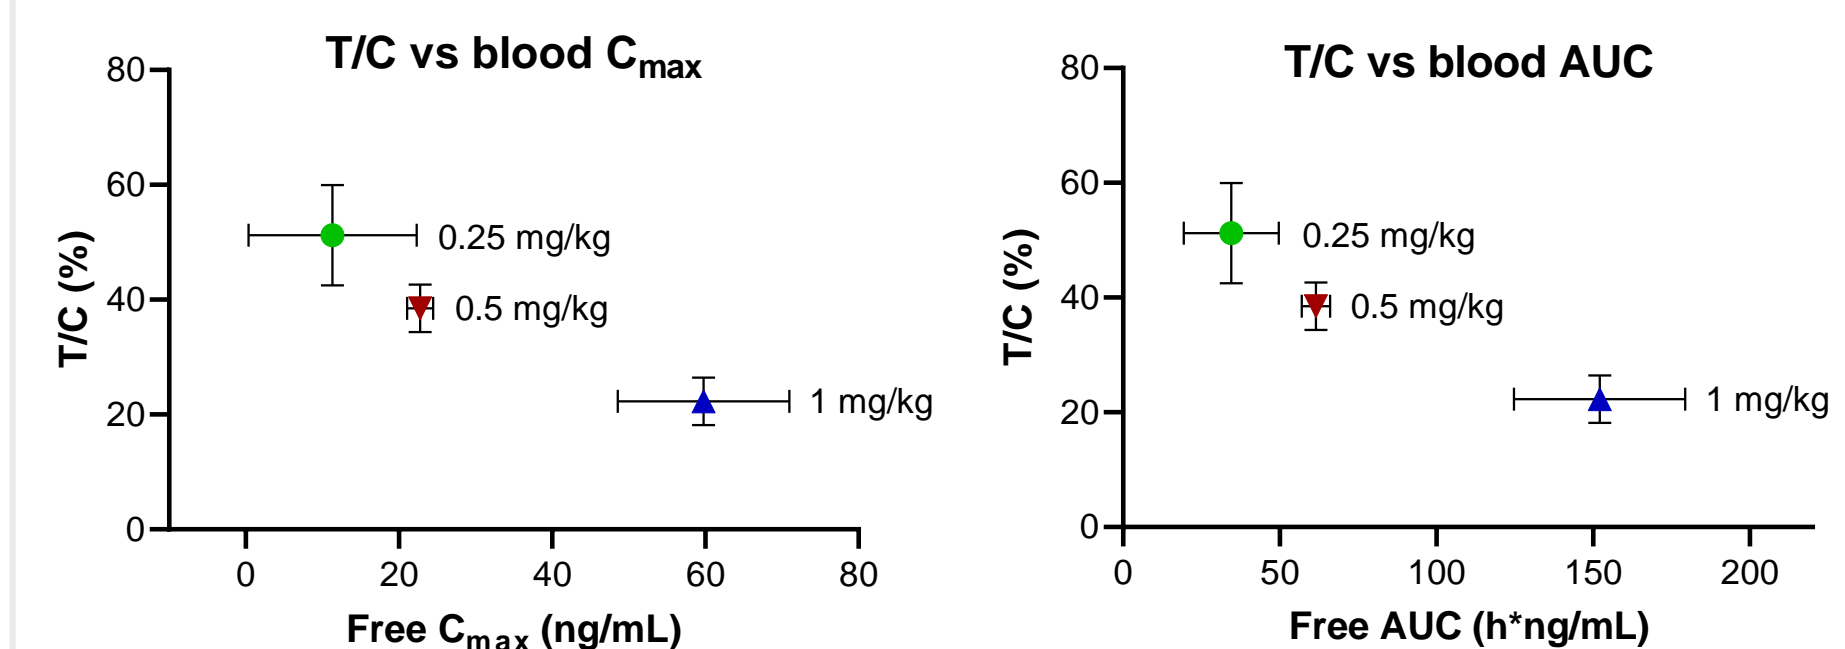 T/C vs blood Cmax
80
60
40
20
0
T/C (%)
0.25 mg/kg
0.5 mg/kg
1 mg/kg
0 20 40 60 80
Free Cmax (ng/mL)
T/C vs blood AUC
80
60
40
20
0
T/C (%)
0.25 mg/kg
0.5 mg/kg
1 mg/kg
0 50 100 150 200
Free AUC (h*ng/mL)